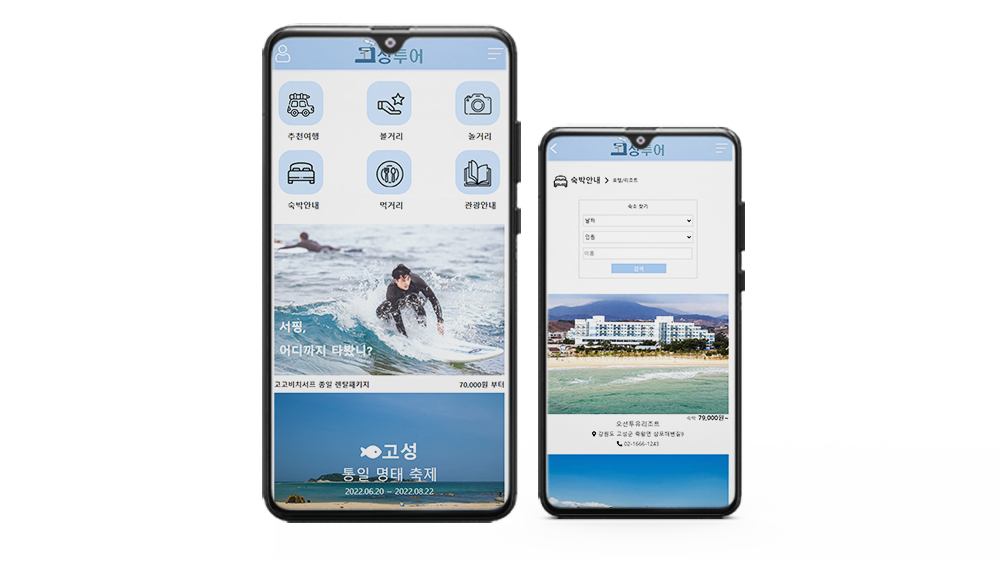 고성투어
추천여행
볼거리
놀거리
숙박안내
먹거리
관광안내
서핑,
어디까지 타봤니?
고고비치서프 종일 렌탈패키지
70,000원 부터
고성
통일 명태 축제
2022.06.20 – 2022.08.22
고성투어
숙박안내 > 호텔/리조트
숙소 찾기
날짜
인원
이름
검색
숙박 79,000원~
오션투유리조트
강원도 고성군 죽왕면 삼포해변길9
02-1666-1243